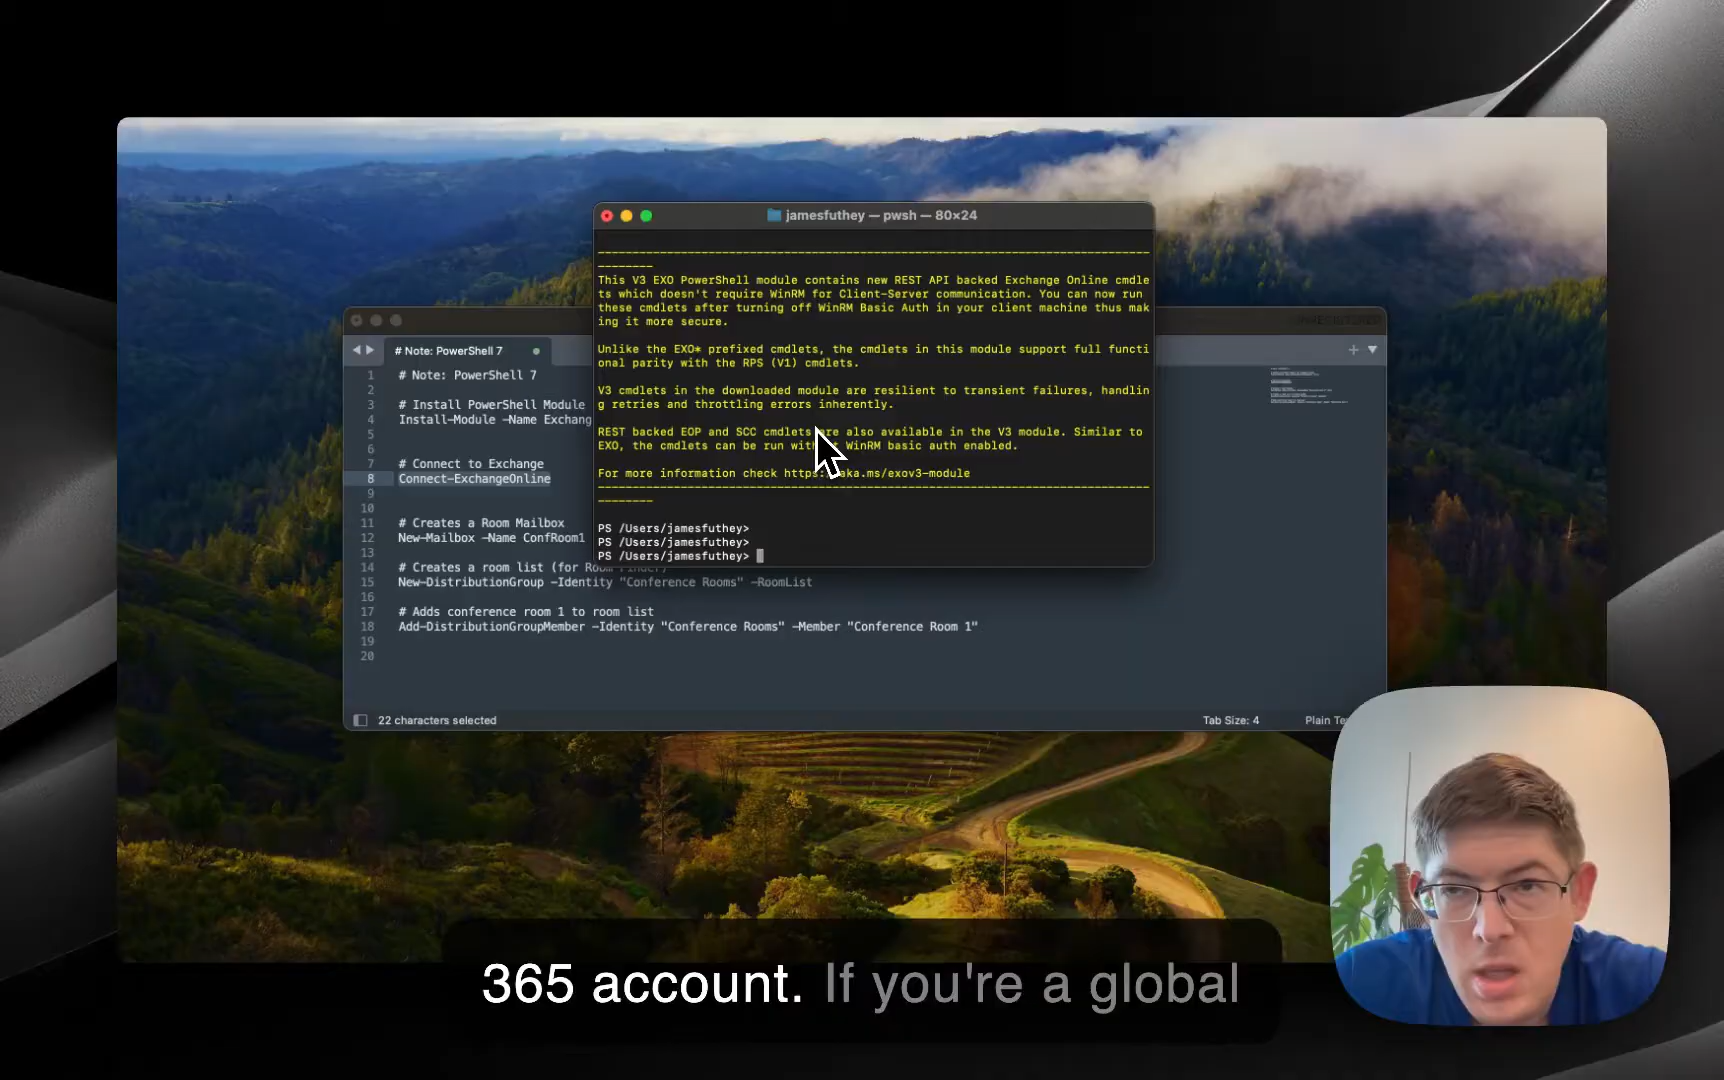 jamesfuthey — pwsh — 80×24
This V3 EXO PowerShell module contains new REST API backed Exchange Online cmdle
ts which doesn't require WinRM for Client-Server communication. You can now run
these cmdlets after turning off WinRM Basic Auth in your client machine thus mak
ing it more secure.
Unlike the EXO* prefixed cmdlets, the cmdlets in this module support full functi
onal parity with the RPS (V1) cmdlets.
V3 cmdlets in the downloaded module are resilient to transient failures, handlin
g retries and throttling errors inherently.
REST backed EOP and SCC cmdlets are also available in the V3 module. Similar to
EXO, the cmdlets can be run WinRM basic auth enabled.
For more information check
PS /Users/jamesfuthey>
PS /Users/jamesfuthey>
PS /Users/jamesfuthey>
# Note: PowerShell 7
1 # Note: PowerShell 7
2
3 # Install PowerShell Module
4 Install-Module -Name Exchang
5
6
7 # Connect to Exchange
8 Connect-ExchangeOnline
9
10
11 # Creates a Room Mailbox
12 New-Mailbox -Name ConfRoom1
13
14 # Creates a room list (for Room Finder)
15 New-DistributionGroup -Identity "Conference Rooms" -RoomList
16
17 # Adds conference room 1 to room list
18 Add-DistributionGroupMember -Identity "Conference Rooms" -Member "Conference Room 1"
19
20
22 characters selected
Tab Size: 4
Plain Te
365 account. If you're a global